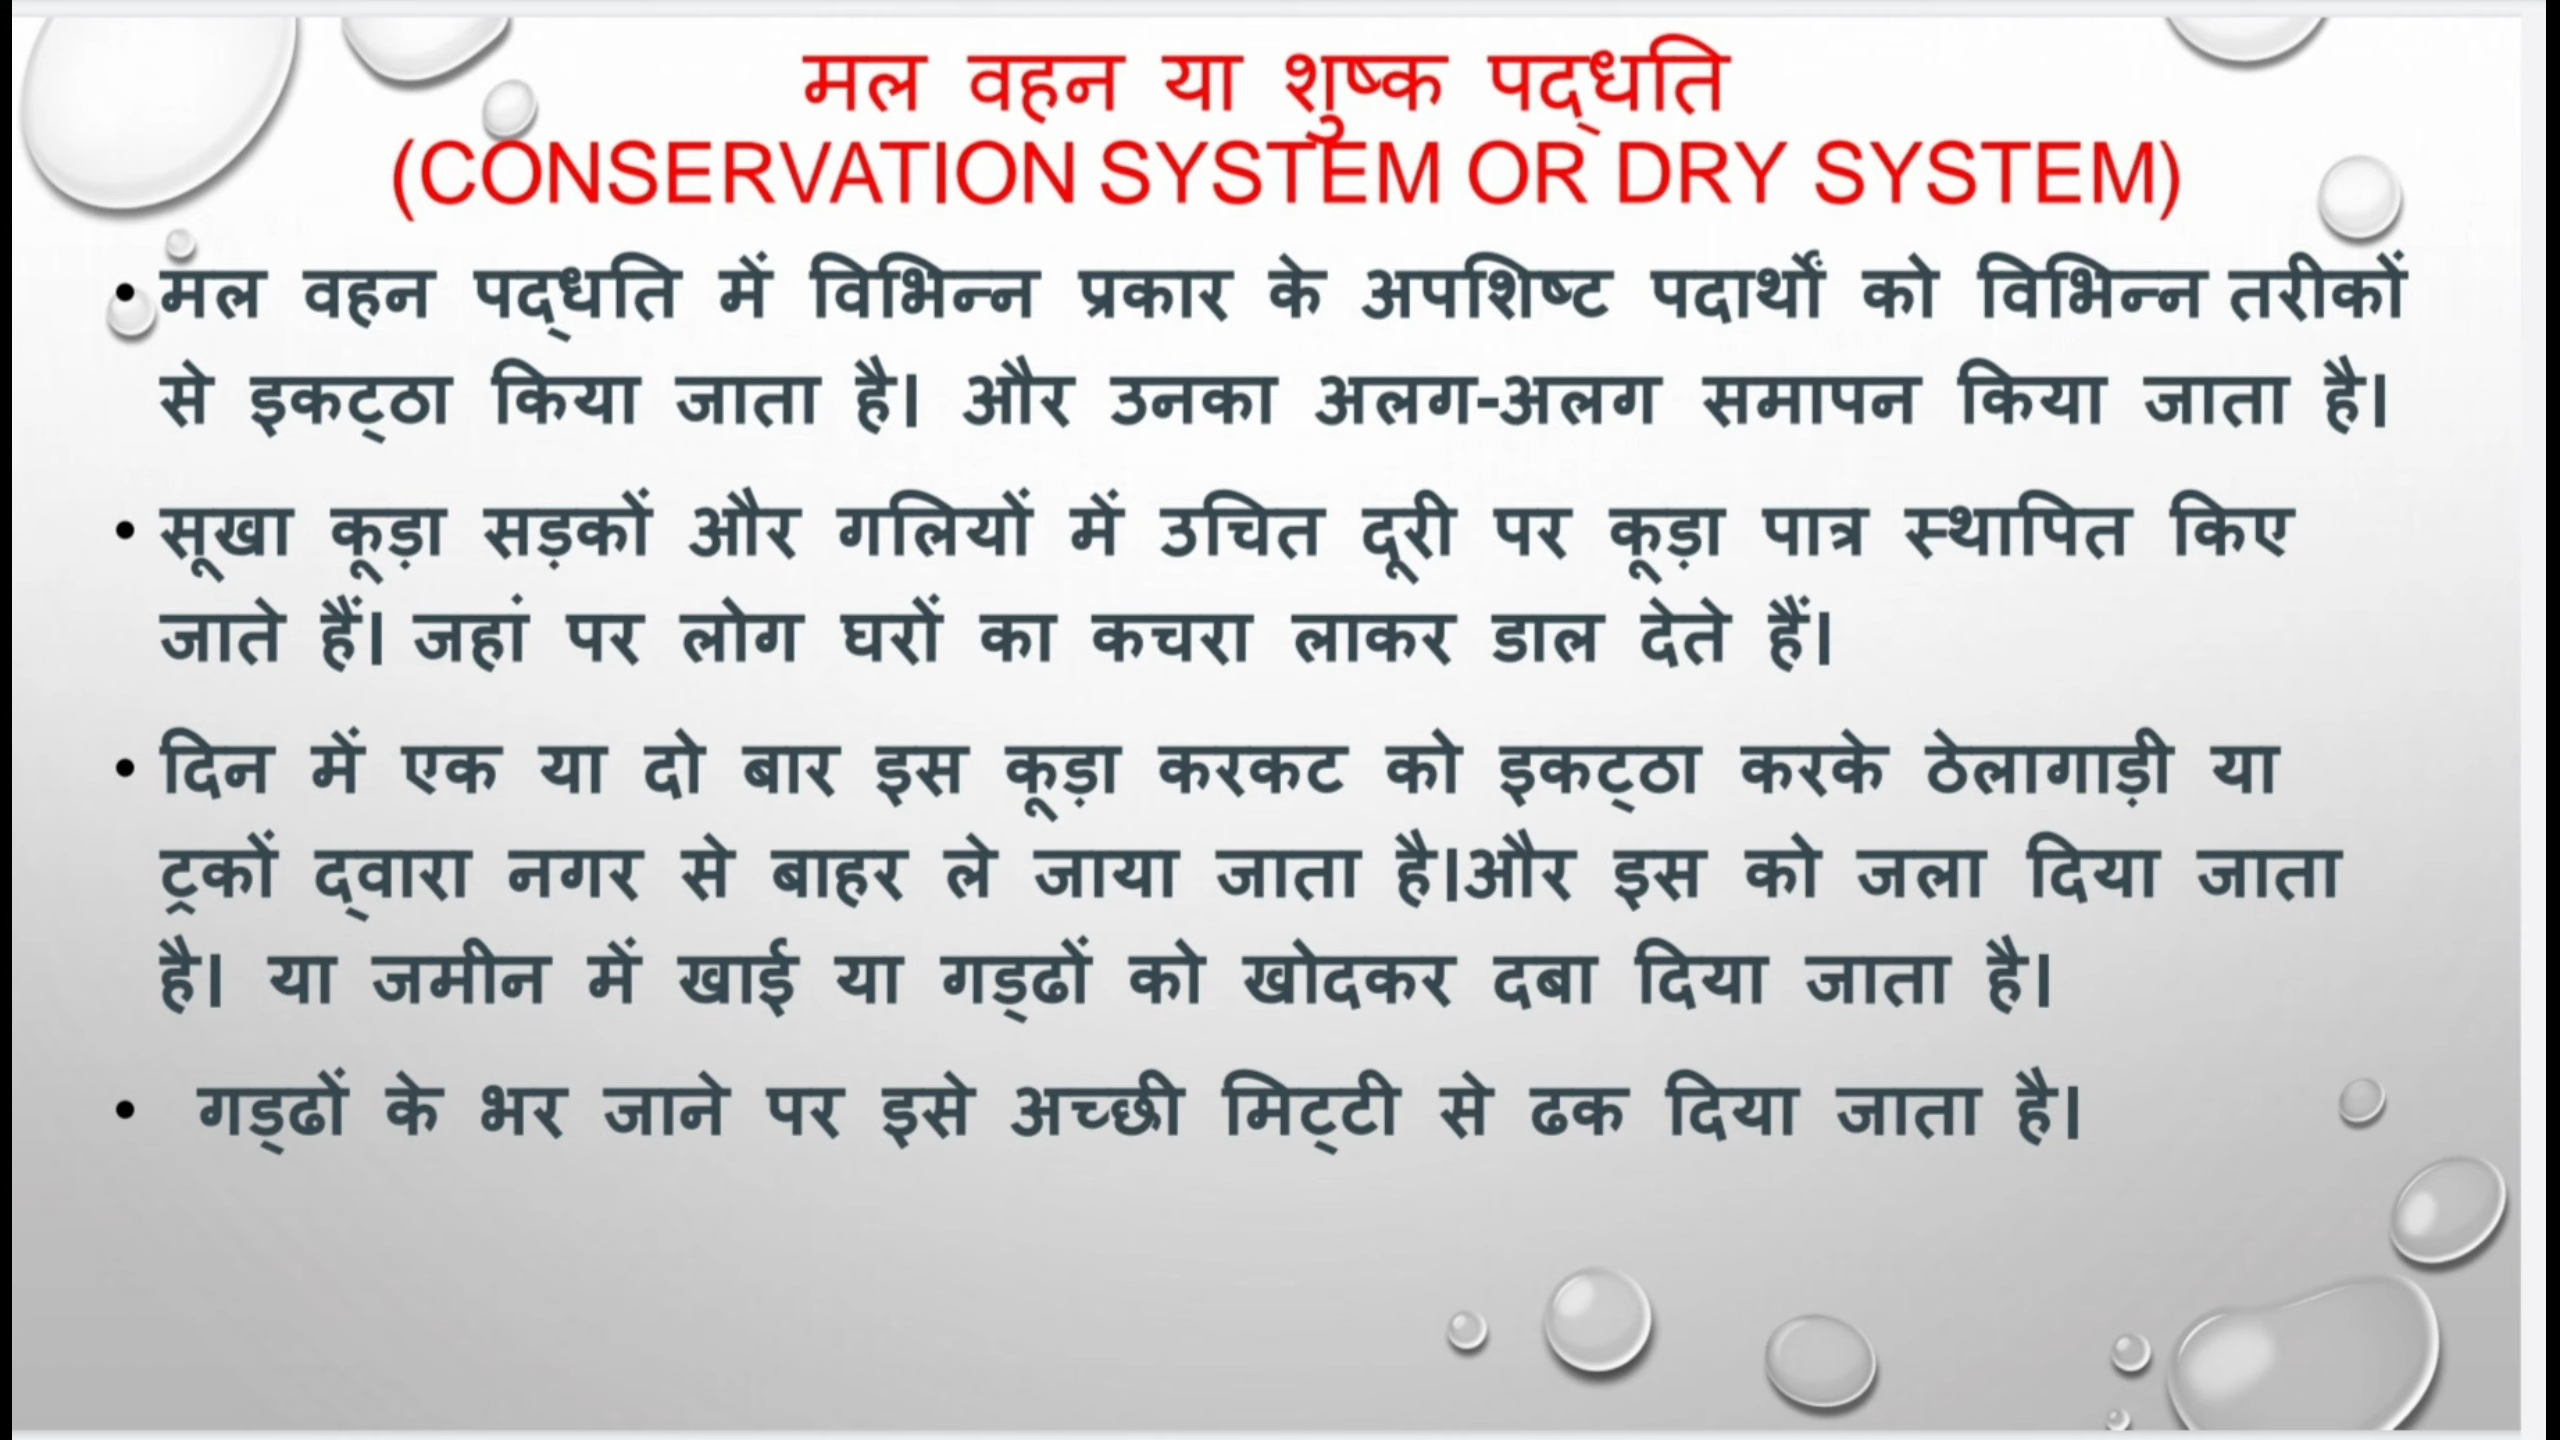 मल वहन या शुष्क पद्धति
(CONSERVATION SYSTEM OR DRY SYSTEM)
• मल वहन पद्धति में विभिन्न प्रकार के अपशिष्ट पदार्थों को विभिन्न तरीकों
से इकट्ठा किया जाता है। और उनका अलग-अलग समापन किया जाता है।
• सूखा कूड़ा सड़कों और गलियों में उचित दूरी पर कूड़ा पात्र स्थापित किए
जाते हैं। जहां पर लोग घरों का कचरा लाकर डाल देते हैं।
• दिन में एक या दो बार इस कूड़ा करकट को इकट्ठा करके ठेलागाड़ी या
ट्रकों द्वारा नगर से बाहर ले जाया जाता है।और इस को जला दिया जाता
है। या जमीन में खाई या गड्ढों को खोदकर दबा दिया जाता है।
• गड्ढों के भर जाने पर इसे अच्छी मिट्टी से ढक दिया जाता है।